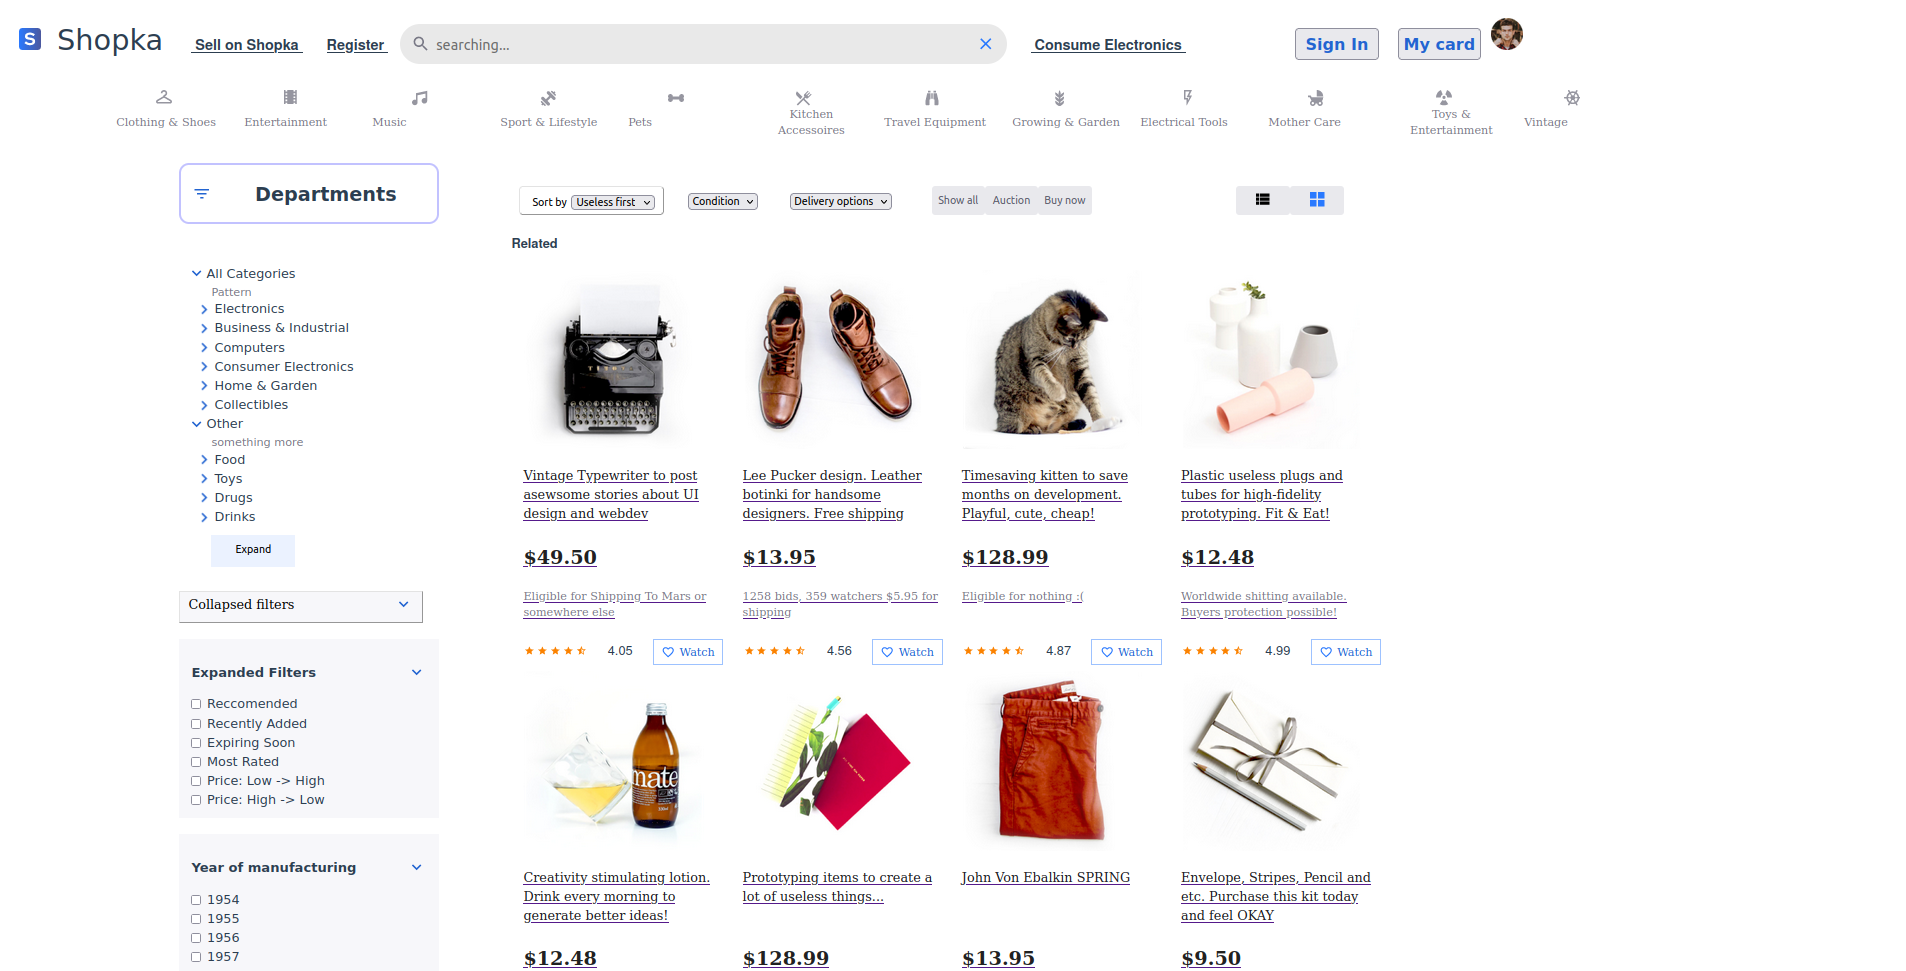 S Shopka Sell on Shopka Register searching... Consume Electronics Sign In My card
Clothing & Shoes Entertainment Music Sport & Lifestyle Pets Kitchen Accessoires Travel Equipment Growing & Garden Electrical Tools Mother Care Toys & Entertainment Vintage
Departments
Sort by Useless first Condition Delivery options Show all Auction Buy now
Related
All Categories
Pattern
Electronics
Business & Industrial
Computers
Consumer Electronics
Home & Garden
Collectibles
Other
something more
Food
Toys
Drugs
Drinks
Expand
Collapsed filters
Expanded Filters
Reccomended
Recently Added
Expiring Soon
Most Rated
Price: Low -> High
Price: High -> Low
Year of manufacturing
1954
1955
1956
1957
Vintage Typewriter to post
asewsome stories about UI
design and webdev
$49.50
Eligible for Shipping To Mars or
somewhere else
4.05 Watch
Lee Pucker design. Leather
botinki for handsome
designers. Free shipping
$13.95
1258 bids, 359 watchers $5.95 for
shipping
4.56 Watch
Timesaving kitten to save
months on development.
Playful, cute, cheap!
$128.99
Eligible for nothing :(
4.87 Watch
Plastic useless plugs and
tubes for high-fidelity
prototyping. Fit & Eat!
$12.48
Worldwide shitting available.
Buyers protection possible!
4.99 Watch
mate
Creativity stimulating lotion.
Drink every morning to
generate better ideas!
$12.48
Prototyping items to create a
lot of useless things...
$128.99
John Von Ebalkin SPRING
$13.95
Envelope, Stripes, Pencil and
etc. Purchase this kit today
and feel OKAY
$9.50